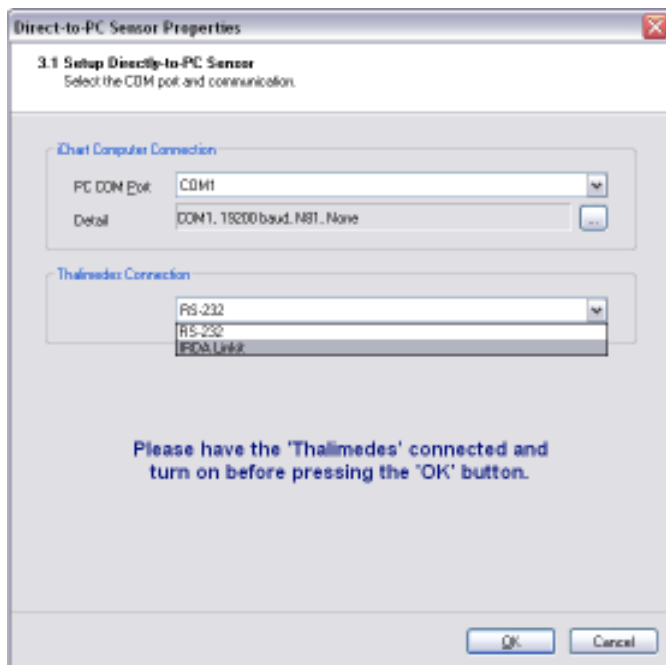 Direct-to-PC Sensor Properties
3.1 Setup Directly-to-PC Sensor
Select the COM port and communication.
iChart Computer Connection
PC COM Port
COM1
Detail
COM1, 19200 baud, N81, None
...
Thalimedes Connection
RS-232
RS-232
IRDA Linkit
Please have the 'Thalimedes' connected and
turn on before pressing the 'OK' button.
OK
Cancel